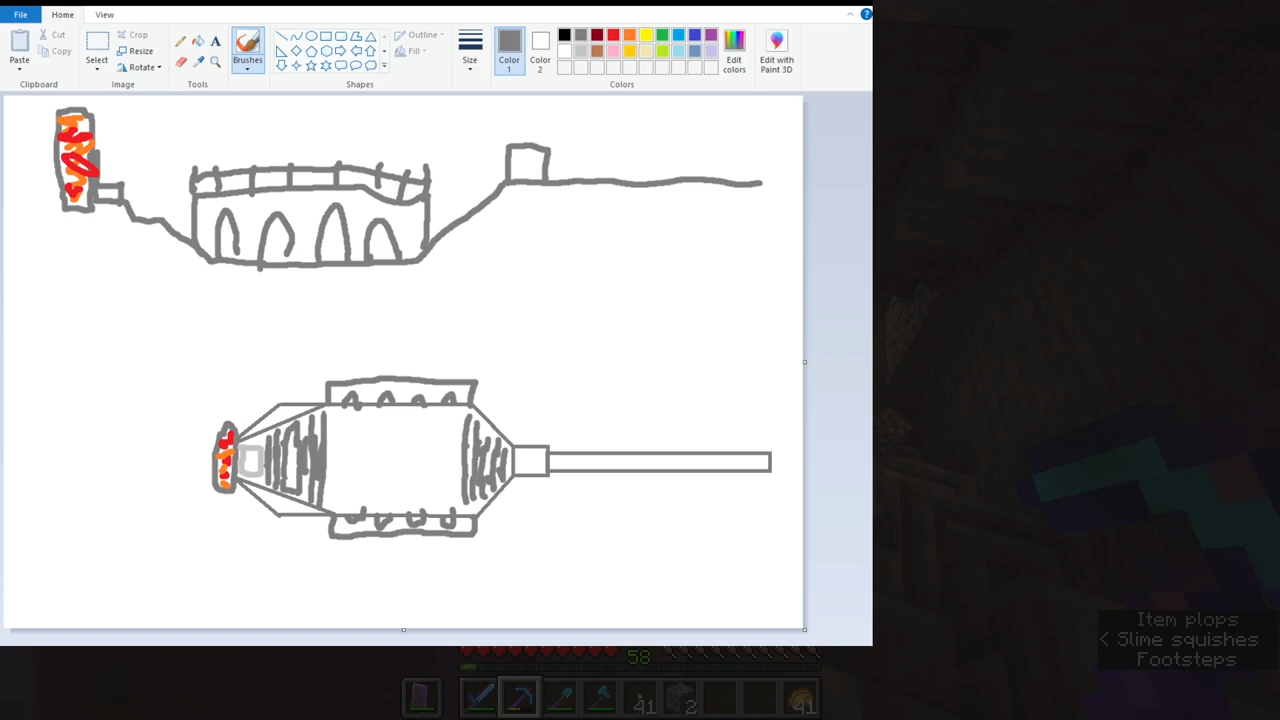 File Home View
Cut Crop Outline
Copy Resize Fill
Paste Select Rotate Brushes Size Color 1 Color 2 Edit colors Edit with Paint 3D
Clipboard Image Tools Shapes Colors
Item plops
< Slime squishes
Footsteps
58
41 2 41